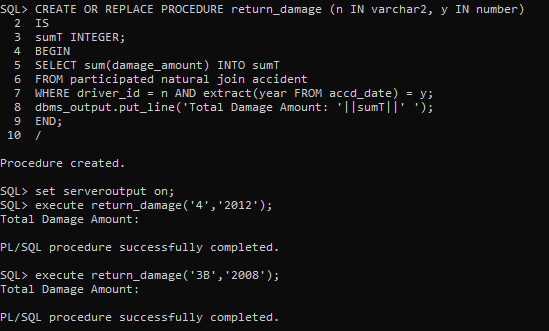 SQL> CREATE OR REPLACE PROCEDURE return_damage (n IN varchar2, y IN number)
2 IS
3 sumT INTEGER;
4 BEGIN
5 SELECT sum(damage_amount) INTO sumT
6 FROM participated natural join accident
7 WHERE driver_id = n AND extract(year FROM accd_date) = y;
8 dbms_output.put_line('Total Damage Amount: '||sumT||' ');
9 END;
10 /
Procedure created.
SQL> set serveroutput on;
SQL> execute return_damage('4','2012');
Total Damage Amount:
PL/SQL procedure successfully completed.
SQL> execute return_damage('3B','2008');
Total Damage Amount:
PL/SQL procedure successfully completed.